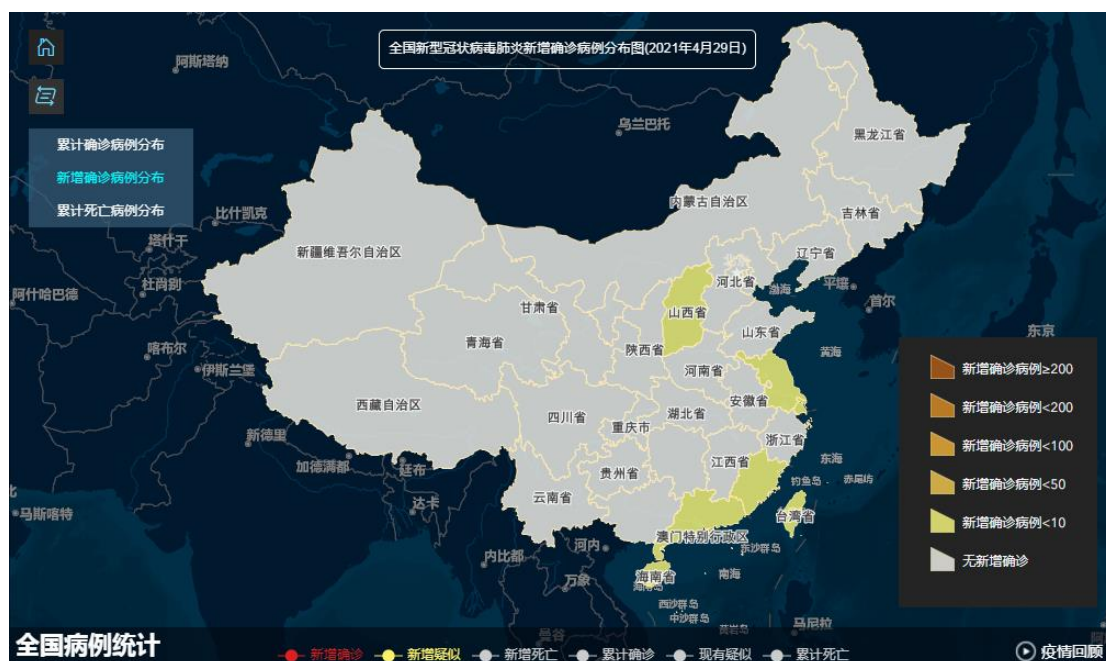 全国新型冠状病毒肺炎新增确诊病例分布图(2021年4月29日)
阿斯塔纳
乌兰巴托
累计确诊病例分布
新增确诊病例分布
累计死亡病例分布
黑龙江省
内蒙古自治区
吉林省
比什凯克
塔什干
新疆维吾尔自治区
辽宁省
杜尚别
阿什哈巴德
河北省
渤海
平壤
首尔
甘肃省
山西省
山东省
东京
青海省
陕西省
黄海
喀布尔
伊斯兰堡
河南省
新增确诊病例≥200
西藏自治区
安徽省
新增确诊病例<200
四川省
湖北省
重庆市
新德里
浙江省
新增确诊病例<100
加德满都
廷布
江西省
东海
贵州省
钓鱼岛
赤尾屿
新增确诊病例<50
云南省
达卡
马斯喀特
台湾省
新增确诊病例<10
澳门特别行政区
河内
东沙群岛
内比都
无新增确诊
万象
海南省
南海
西沙群岛
中沙群岛
黄岩岛
马尼拉
曼谷
全国病例统计
新增确诊 新增疑似 新增死亡 累计确诊 现有疑似 累计死亡
疫情回顾